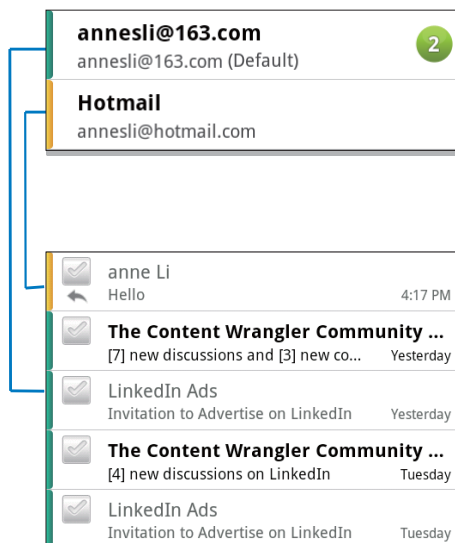 annesli@163.com
annesli@163.com (Default)
2
Hotmail
annesli@hotmail.com
anne Li
Hello 4:17 PM
The Content Wrangler Community ...
[7] new discussions and [3] new co... Yesterday
LinkedIn Ads
Invitation to Advertise on LinkedIn Yesterday
The Content Wrangler Community ...
[4] new discussions on LinkedIn Tuesday
LinkedIn Ads
Invitation to Advertise on LinkedIn Tuesday